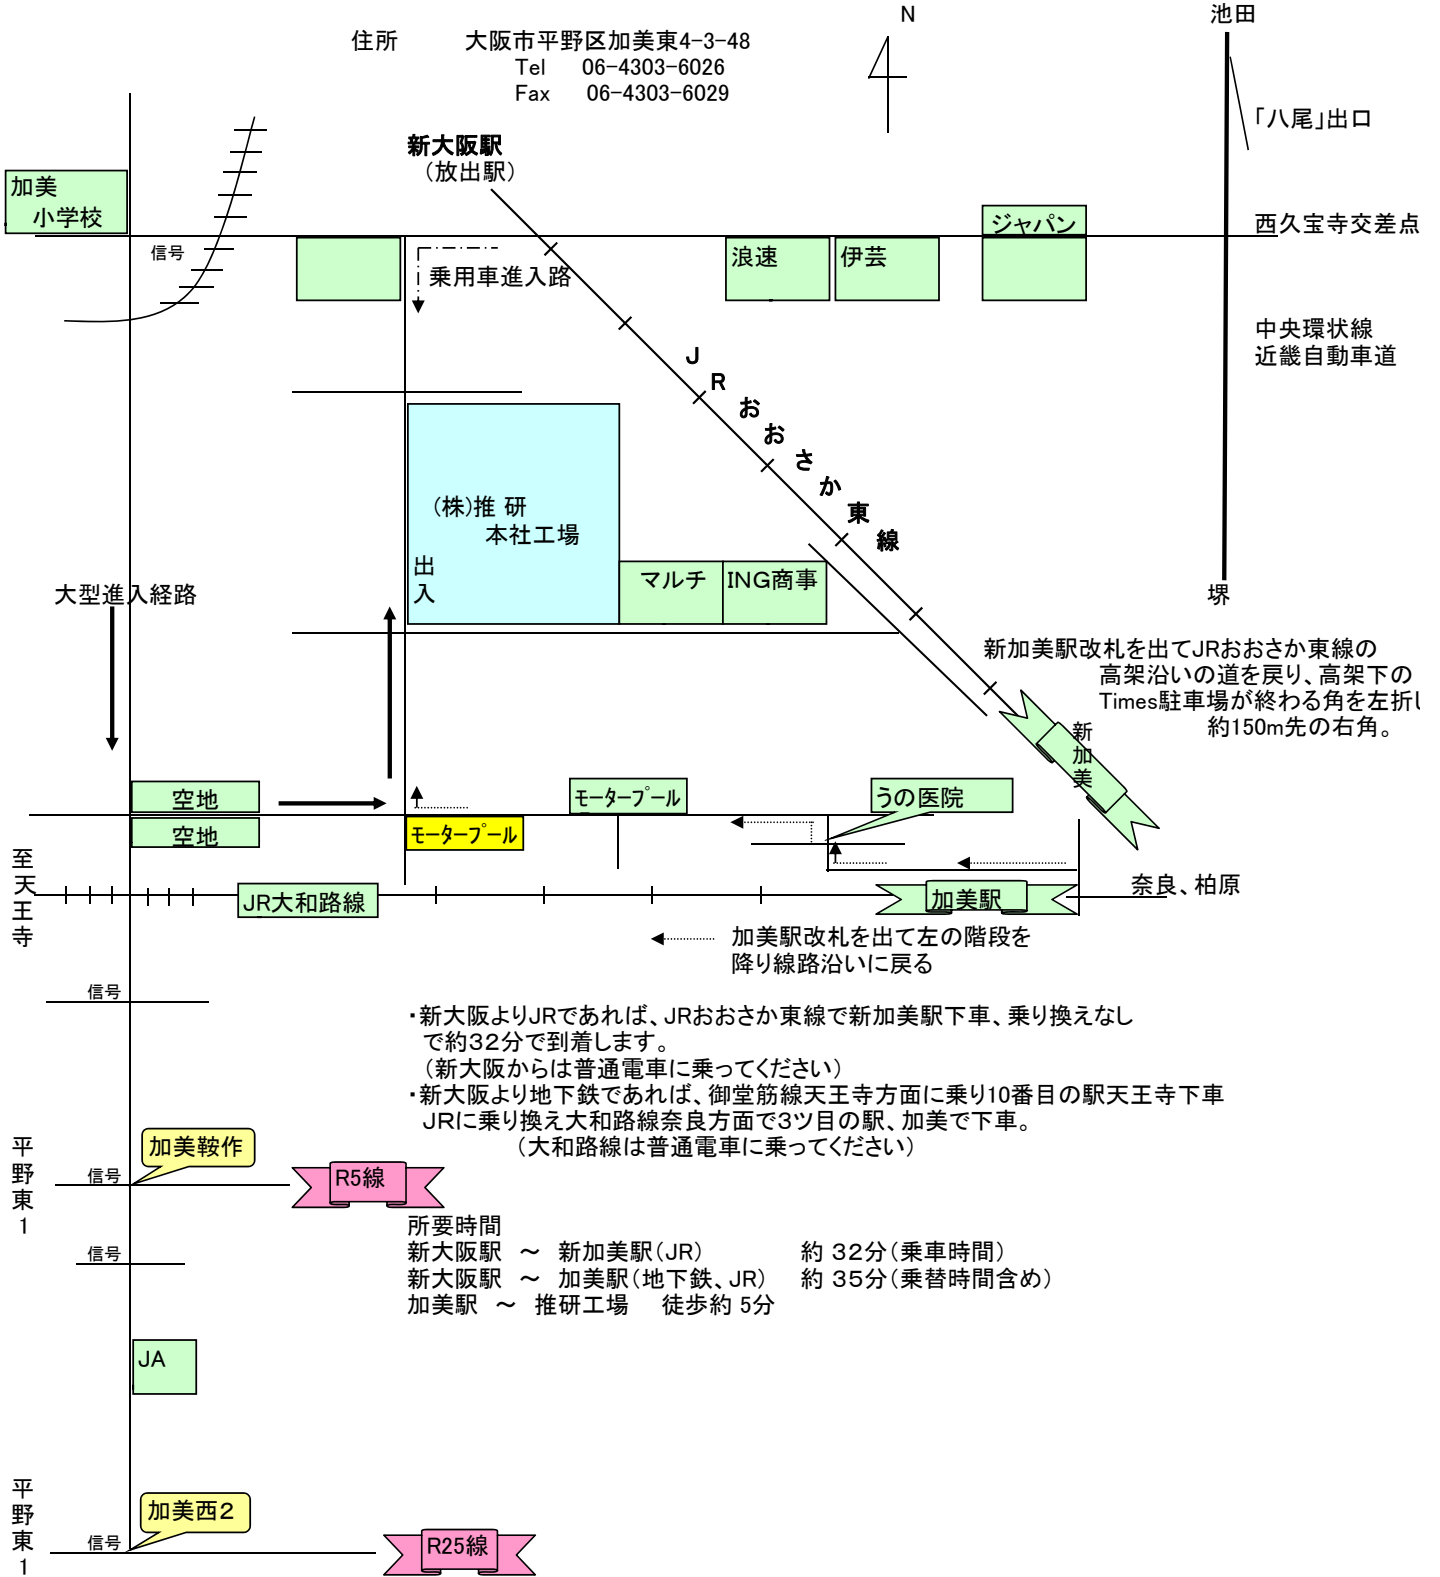 N
池田
住所 大阪市平野区加美東4-3-48
Tel 06-4303-6026
Fax 06-4303-6029
「八尾」出口
新大阪駅
（放出駅）
加美
小学校
ジャパン
西久宝寺交差点
信号
乗用車進入路
浪速
伊芸
中央環状線
近畿自動車道
JRおおさか東線
(株)推 研
本社工場
出入
マルチ
ING商事
大型進入経路
堺
新加美駅改札を出てJRおおさか東線の
高架沿いの道を戻り、高架下の
Times駐車場が終わる角を左折し
約150m先の右角。
新加美
空地
モータープール
うの医院
空地
モータープール
至天王寺
JR大和路線
加美駅
奈良、柏原
加美駅改札を出て左の階段を
降り線路沿いに戻る
信号
・新大阪よりJRであれば、JRおおさか東線で新加美駅下車、乗り換えなし
で約３２分で到着します。
（新大阪からは普通電車に乗ってください）
・新大阪より地下鉄であれば、御堂筋線天王寺方面に乗り10番目の駅天王寺下車
JRに乗り換え大和路線奈良方面で3ツ目の駅、加美で下車。
（大和路線は普通電車に乗ってください）
平野東1
加美鞍作
信号
R5線
所要時間
新大阪駅 ～ 新加美駅（JR） 約 32分（乗車時間）
新大阪駅 ～ 加美駅（地下鉄、JR） 約 35分（乗替時間含め）
加美駅 ～ 推研工場 徒歩約 5分
信号
JA
平野東1
加美西２
信号
R25線